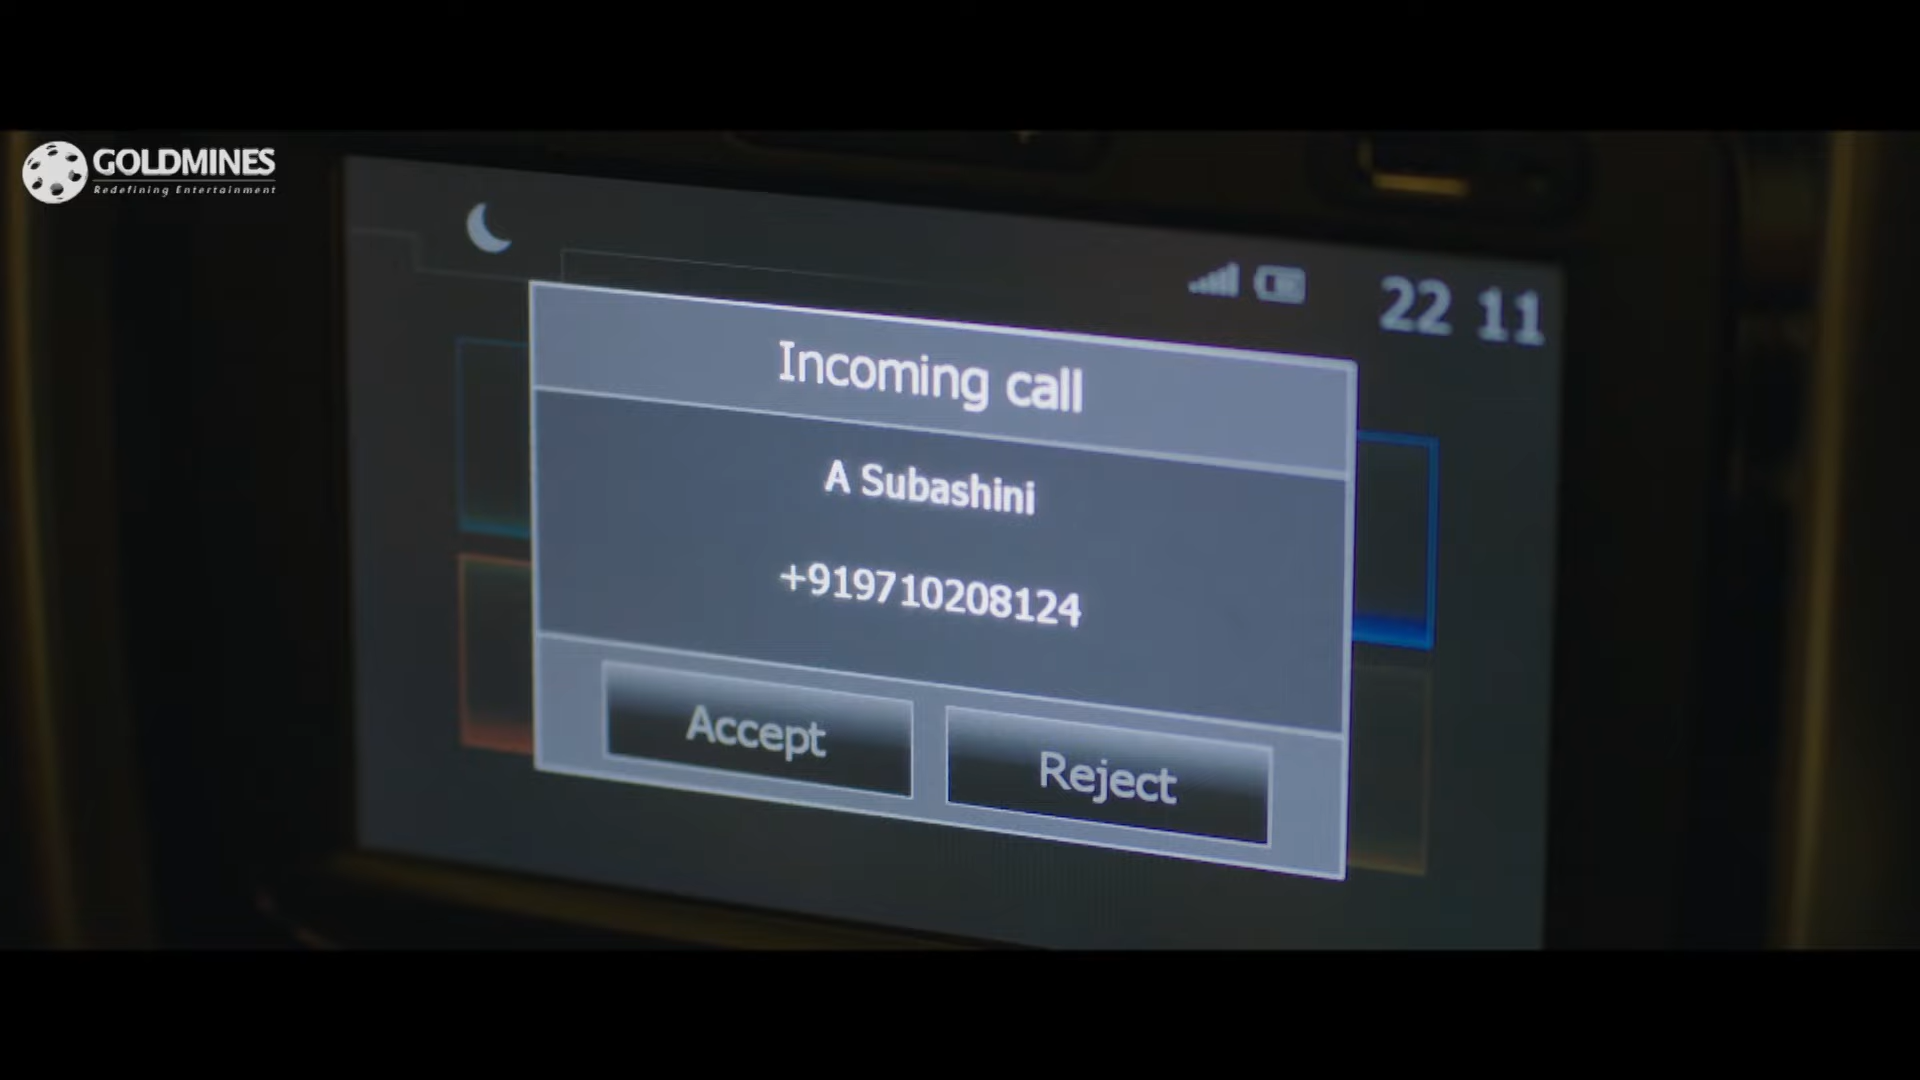 GOLDMINES
Redefining Entertainment
22 11
Incoming call
A Subashini
+919710208124
Accept
Reject